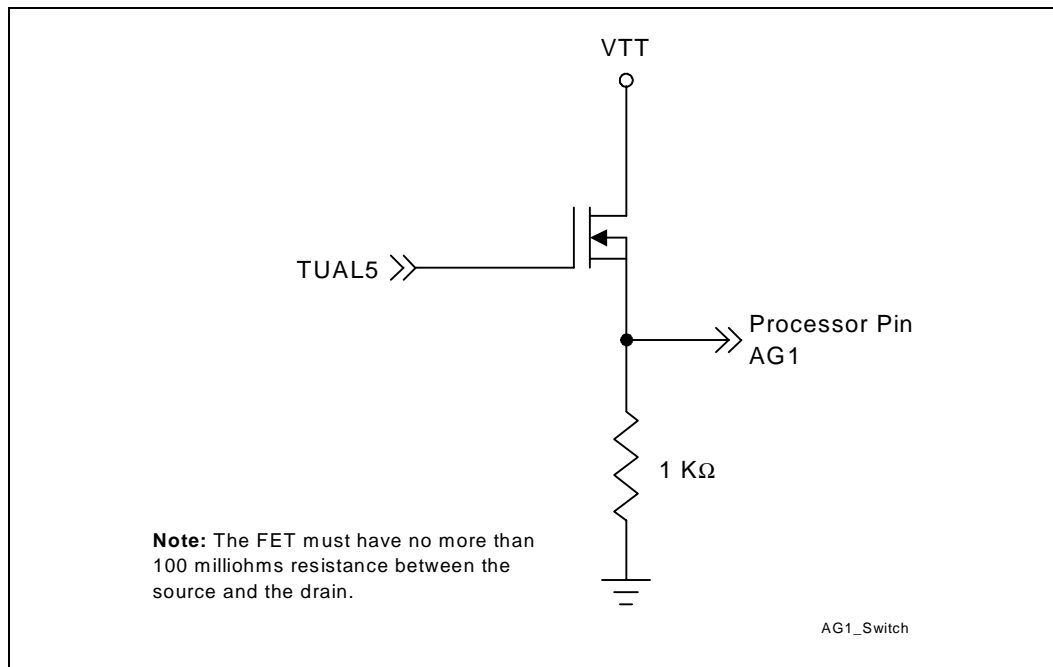 VTT
TUAL5
Processor Pin
AG1
1 KΩ
Note: The FET must have no more than
100 milliohms resistance between the
source and the drain.
AG1_Switch